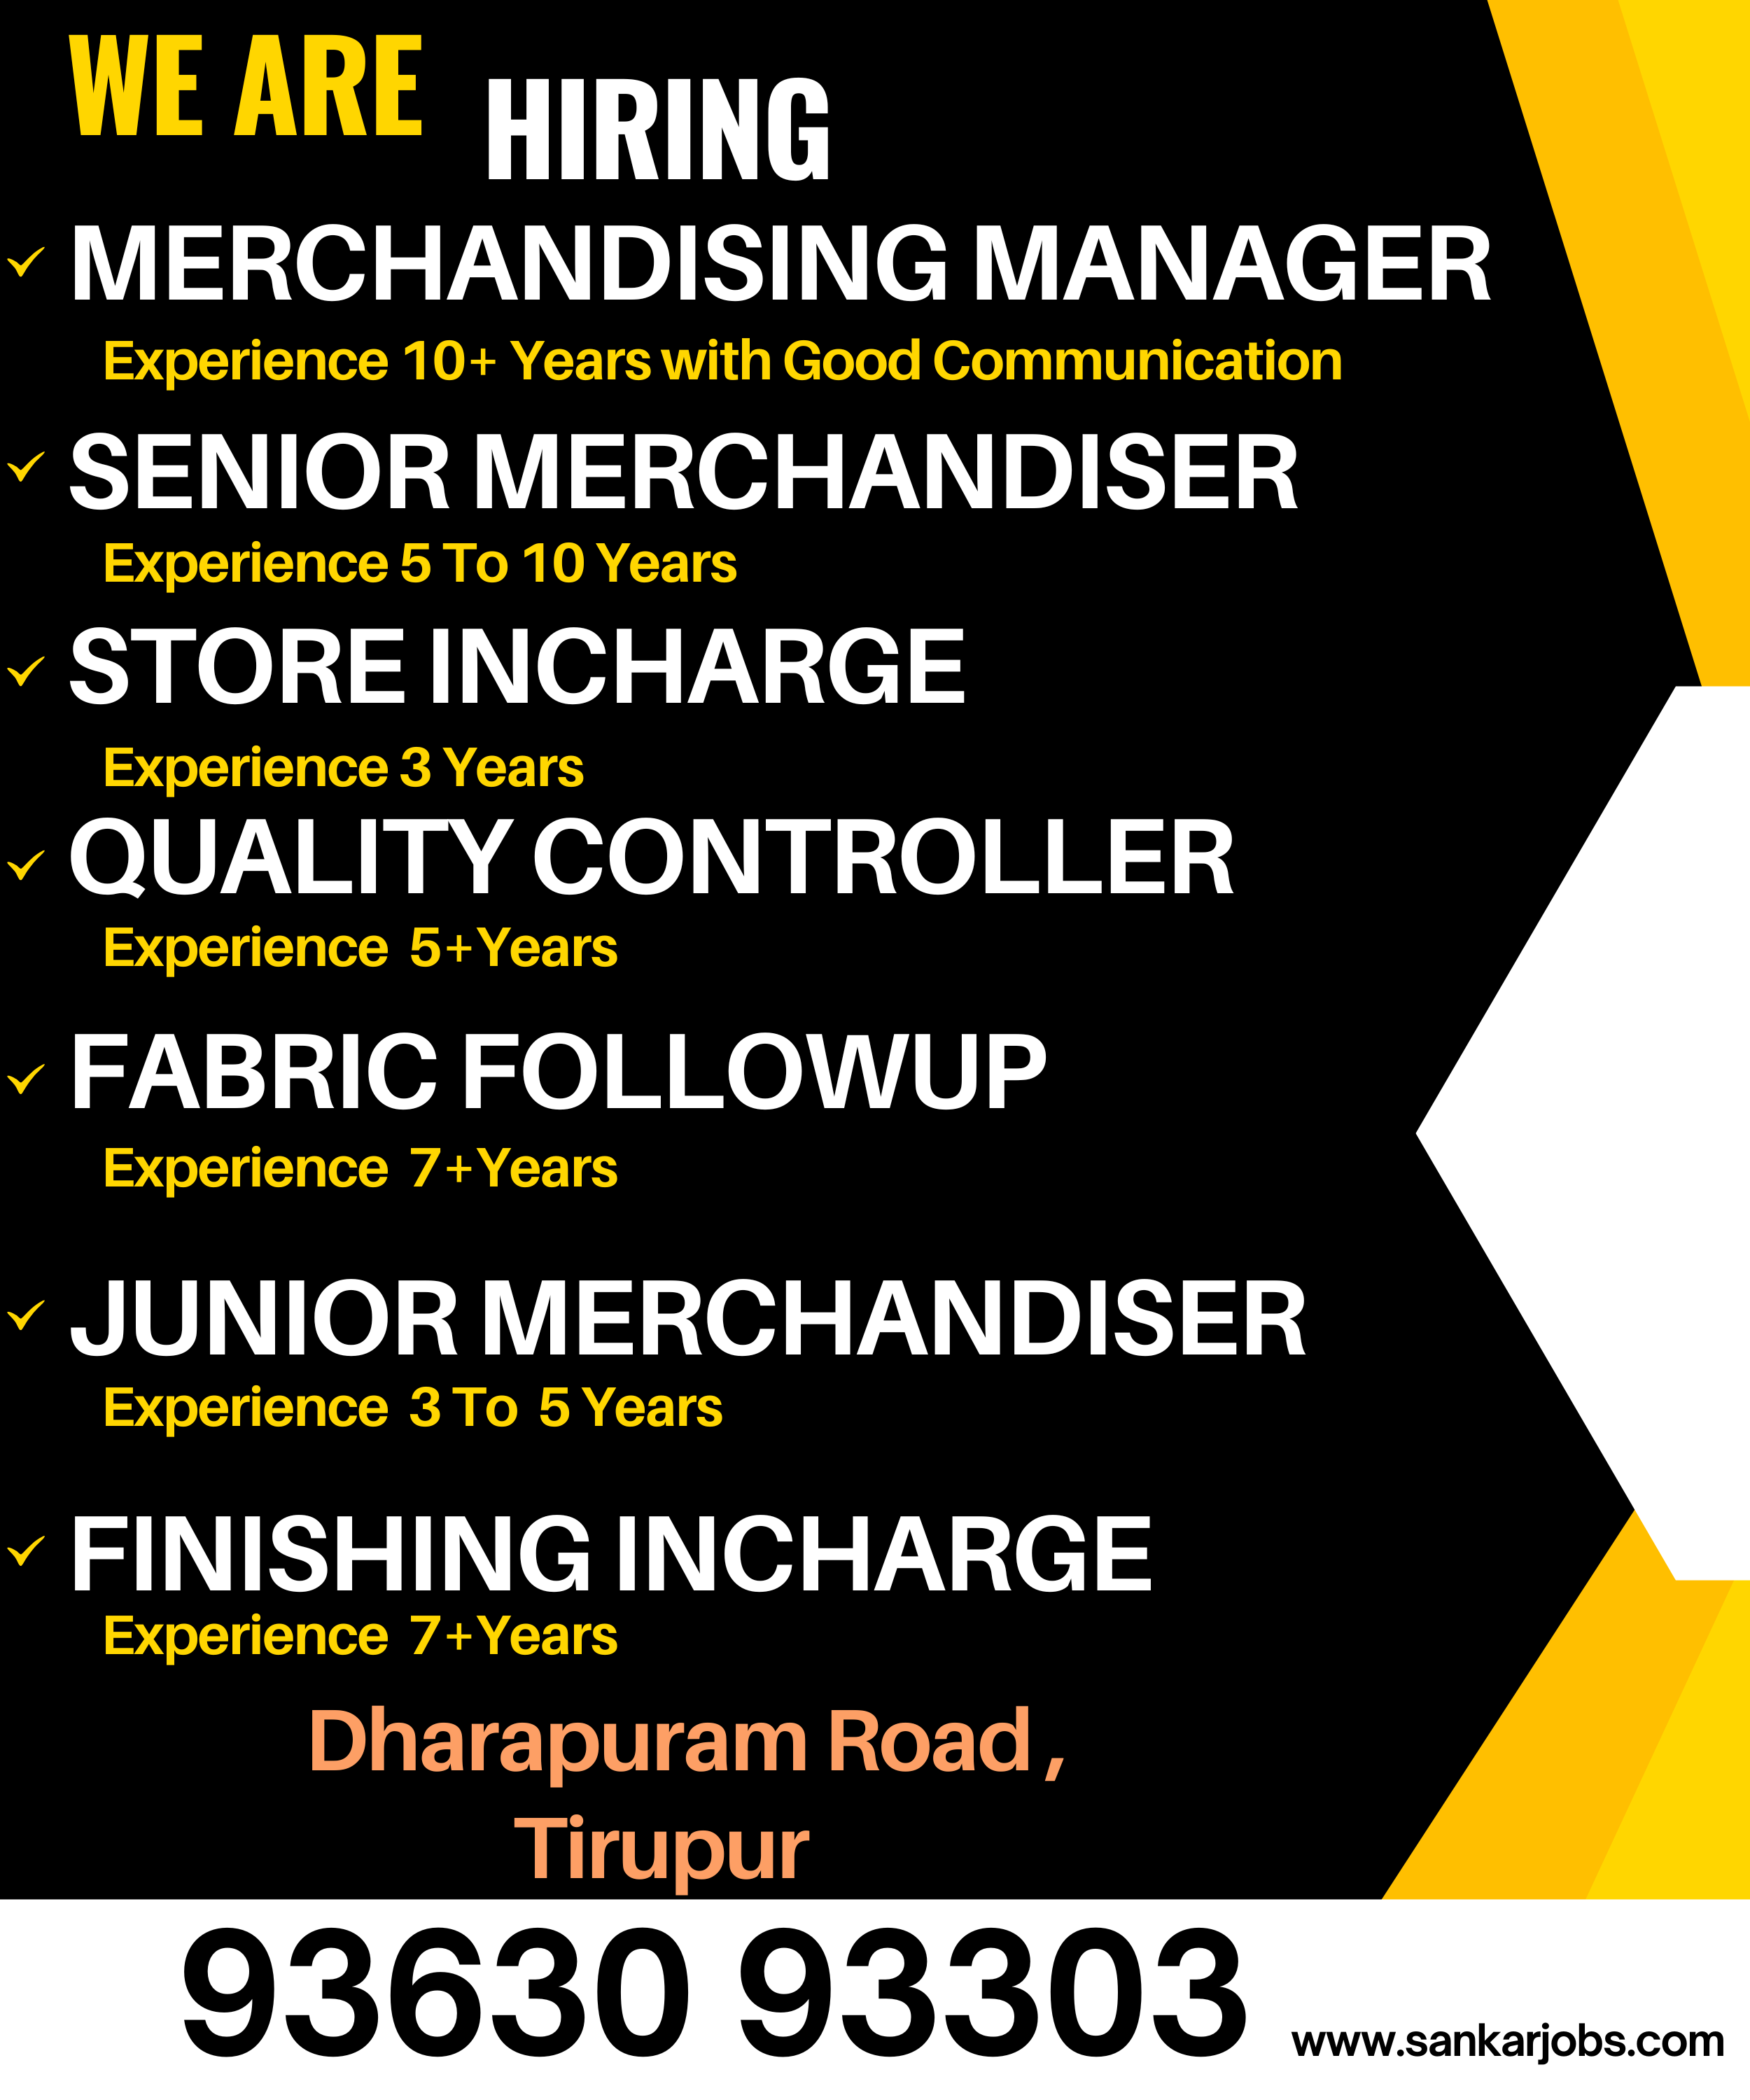 WE ARE HIRING
MERCHANDISING MANAGER
Experience 10+ Years with Good Communication
SENIOR MERCHANDISER
Experience 5 To 10 Years
STORE INCHARGE
Experience 3 Years
QUALITY CONTROLLER
Experience 5+Years
FABRIC FOLLOWUP
Experience 7+Years
JUNIOR MERCHANDISER
Experience 3 To 5 Years
FINISHING INCHARGE
Experience 7+Years
Dharapuram Road ,
Tirupur
93630 93303
www.sankarjobs.com